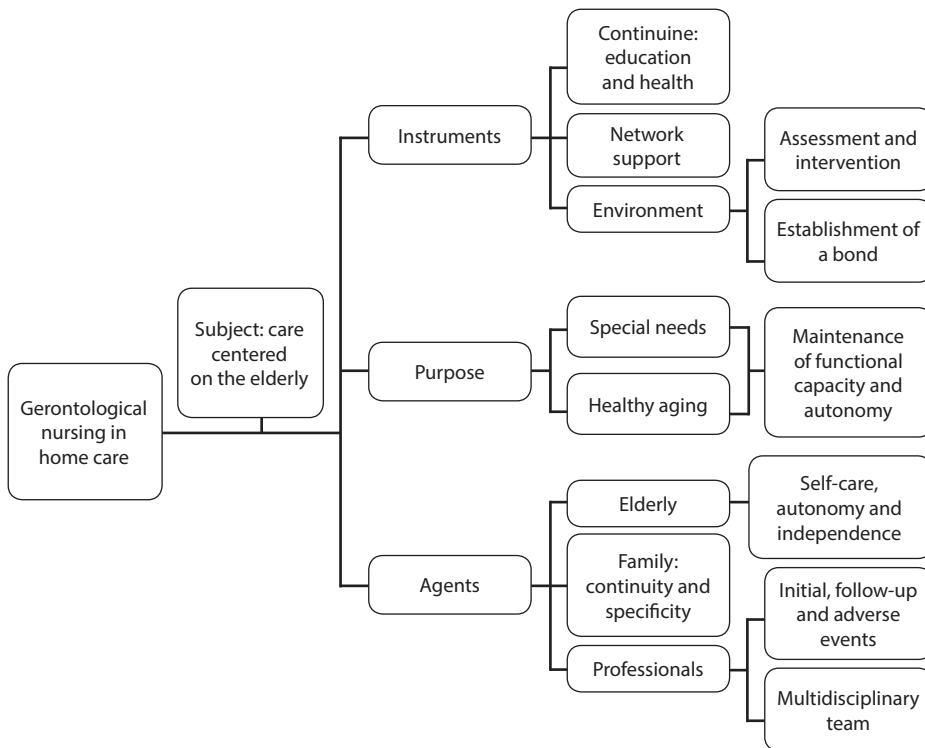 Gerontological
nursing in
home care
Subject: care
centered
on the elderly
Instruments
Continuine:
education
and health
Network
support
Environment
Assessment and
intervention
Establishment of
a bond
Purpose
Special needs
Healthy aging
Maintenance
of functional
capacity and
autonomy
Agents
Elderly
Self-care,
autonomy and
independence
Family:
continuity and
specificity
Professionals
Initial, follow-up
and adverse
events
Multidisciplinary
team